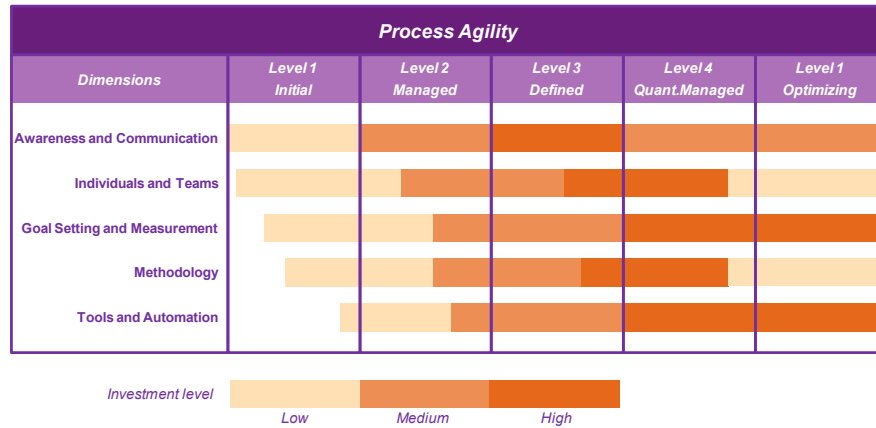 Process Agility
Dimensions
Level 1
Initial
Level 2
Managed
Level 3
Defined
Level 4
Quant.Managed
Level 1
Optimizing
Awareness and Communication
Individuals and Teams
Goal Setting and Measurement
Methodology
Tools and Automation
Investment level
Low
Medium
High